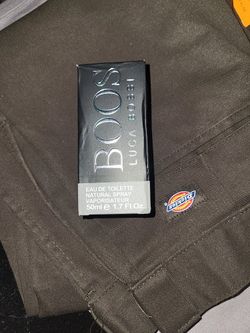 BOOS
LUCA BOSSI
EAU DE TOILETTE
NATURAL SPRAY
VAPORISATEUR
50ml e 1.7 Fl Oz.
Dickies